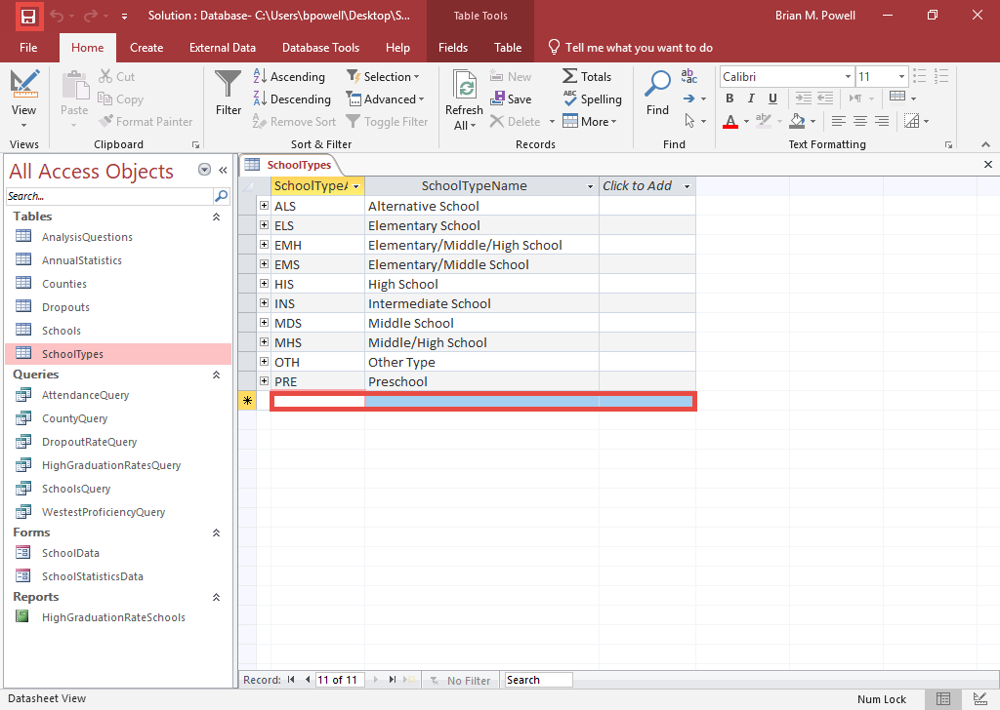 Solution : Database- C:\Users\bpowell\Desktop\S... Table Tools Brian M. Powell
File Home Create External Data Database Tools Help Fields Table Tell me what you want to do
View
Views
Paste
Cut
Copy
Format Painter
Clipboard
Filter
Ascending
Descending
Remove Sort
Selection
Advanced
Toggle Filter
Sort & Filter
Refresh
All
New
Save
Delete
Totals
Spelling
More
Records
Find
Find
Calibri 11
B I U
A
Text Formatting
All Access Objects
Search...
Tables
AnalysisQuestions
AnnualStatistics
Counties
Dropouts
Schools
SchoolTypes
Queries
AttendanceQuery
CountyQuery
DropoutRateQuery
HighGraduationRatesQuery
SchoolsQuery
WestestProficiencyQuery
Forms
SchoolData
SchoolStatisticsData
Reports
HighGraduationRateSchools
SchoolTypes
SchoolTypeA SchoolTypeName Click to Add
ALS Alternative School
ELS Elementary School
EMH Elementary/Middle/High School
EMS Elementary/Middle School
HIS High School
INS Intermediate School
MDS Middle School
MHS Middle/High School
OTH Other Type
PRE Preschool
Record: 11 of 11 No Filter Search
Datasheet View Num Lock